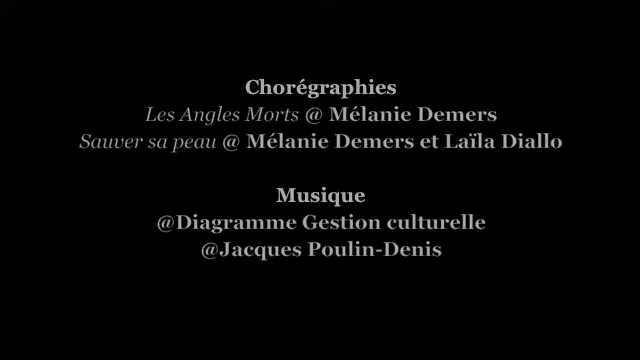 Chorégraphies
Les Angles Morts @ Mélanie Demers
Sauver sa peau @ Mélanie Demers et Laïla Diallo
Musique
@Diagramme Gestion culturelle
@Jacques Poulin-Denis